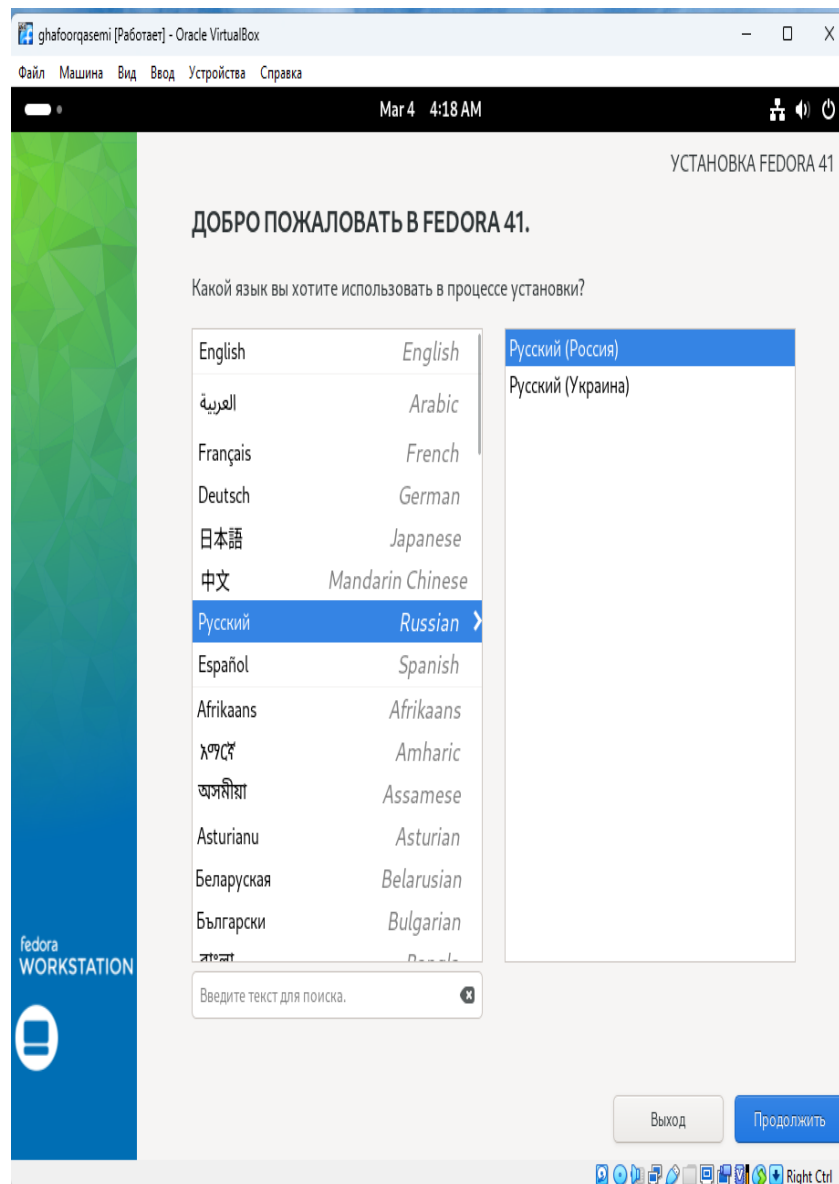 ghafoorqasemi [Работает] - Oracle VirtualBox
Файл Машина Вид Ввод Устройства Справка
Mar 4 4:18 AM
УСТАНОВКА FEDORA 41
ДОБРО ПОЖАЛОВАТЬ В FEDORA 41.
Какой язык вы хотите использовать в процессе установки?
English English
العربية Arabic
Français French
Deutsch German
日本語 Japanese
中文 Mandarin Chinese
Русский Russian
Español Spanish
Afrikaans Afrikaans
አማርኛ Amharic
অসমীয়া Assamese
Asturianu Asturian
Беларуская Belarusian
Български Bulgarian
Русский (Россия)
Русский (Украина)
Введите текст для поиска.
fedora
WORKSTATION
Выход Продолжить
Right Ctrl